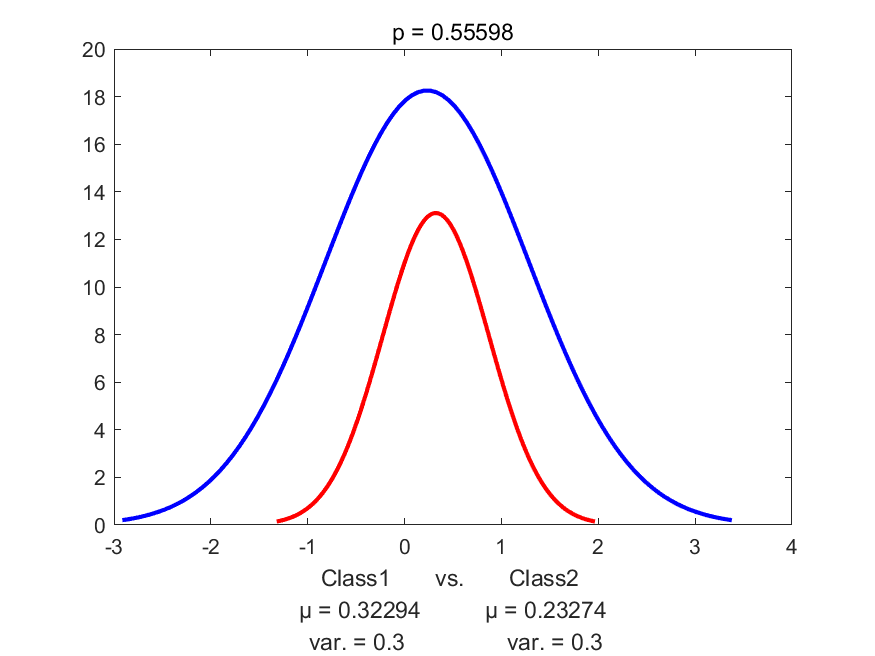 p = 0.55598
20
18
16
14
12
10
8
6
4
2
0
-3 -2 -1 0 1 2 3 4
Class1 vs. Class2
μ = 0.32294 μ = 0.23274
var. = 0.3 var. = 0.3